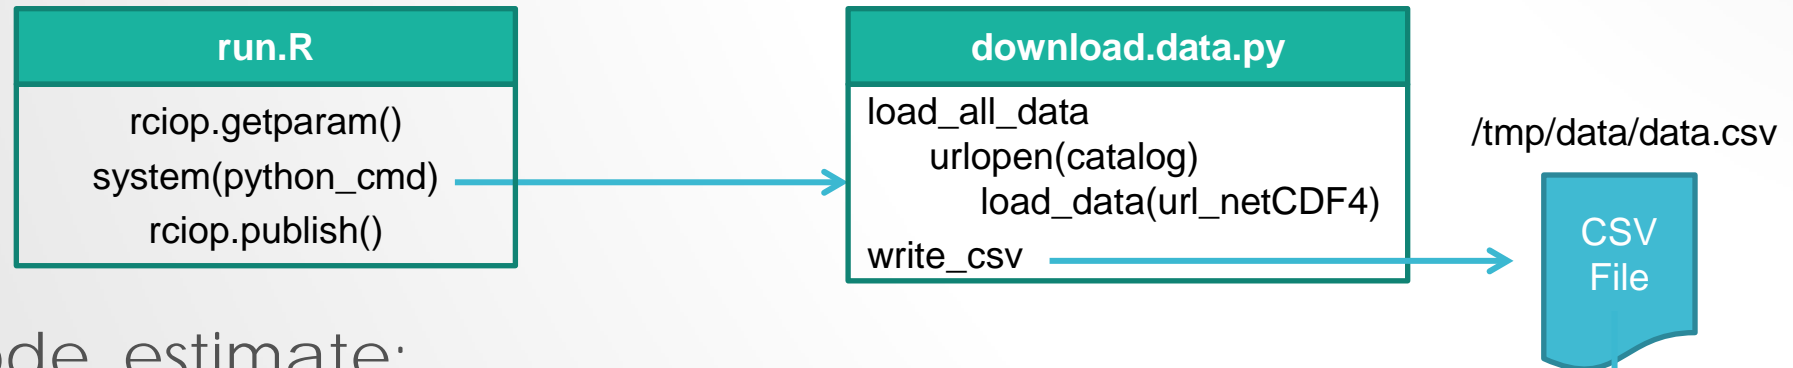 run.R
rciop.getparam()
system(python_cmd)
rciop.publish()
download.data.py
load_all_data
urlopen(catalog)
load_data(url_netCDF4)
write_csv
/tmp/data/data.csv
CSV
File
estimate: